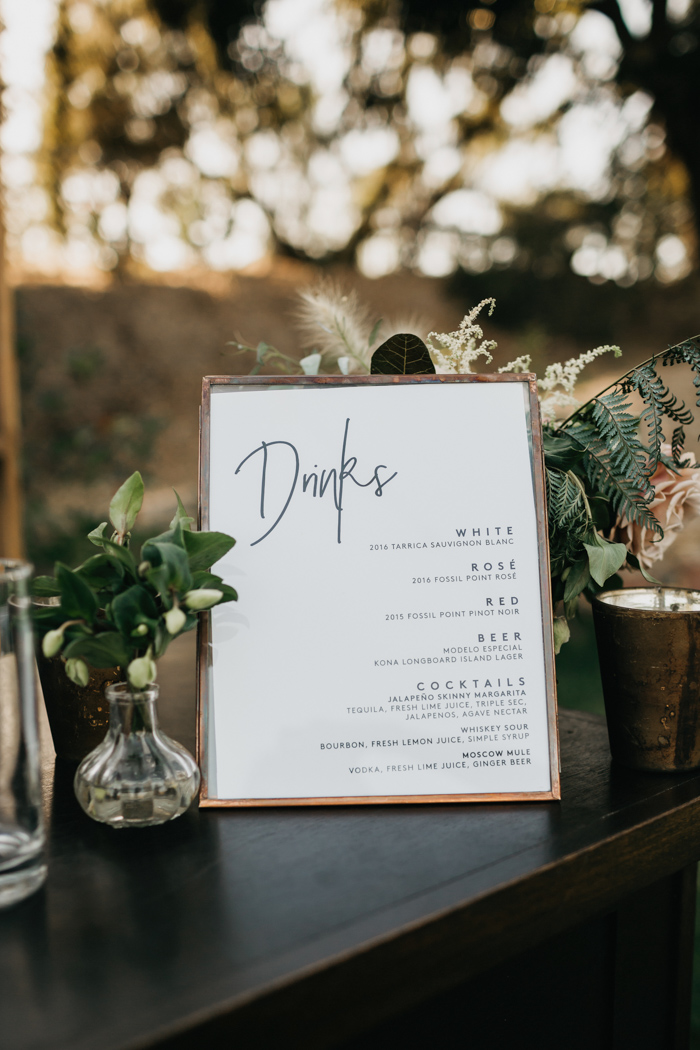 Drinks
WHITE
2016 TARRICA SAUVIGNON BLANC
ROSÉ
2016 FOSSIL POINT ROSÉ
RED
2015 FOSSIL POINT PINOT NOIR
BEER
MODELO ESPECIAL
KONA LONGBOARD ISLAND LAGER
COCKTAILS
JALAPEÑO SKINNY MARGARITA
TEQUILA, FRESH LIME JUICE, TRIPLE SEC,
JALAPENOS, AGAVE NECTAR
WHISKEY SOUR
BOURBON, FRESH LEMON JUICE, SIMPLE SYRUP
MOSCOW MULE
VODKA, FRESH LIME JUICE, GINGER BEER